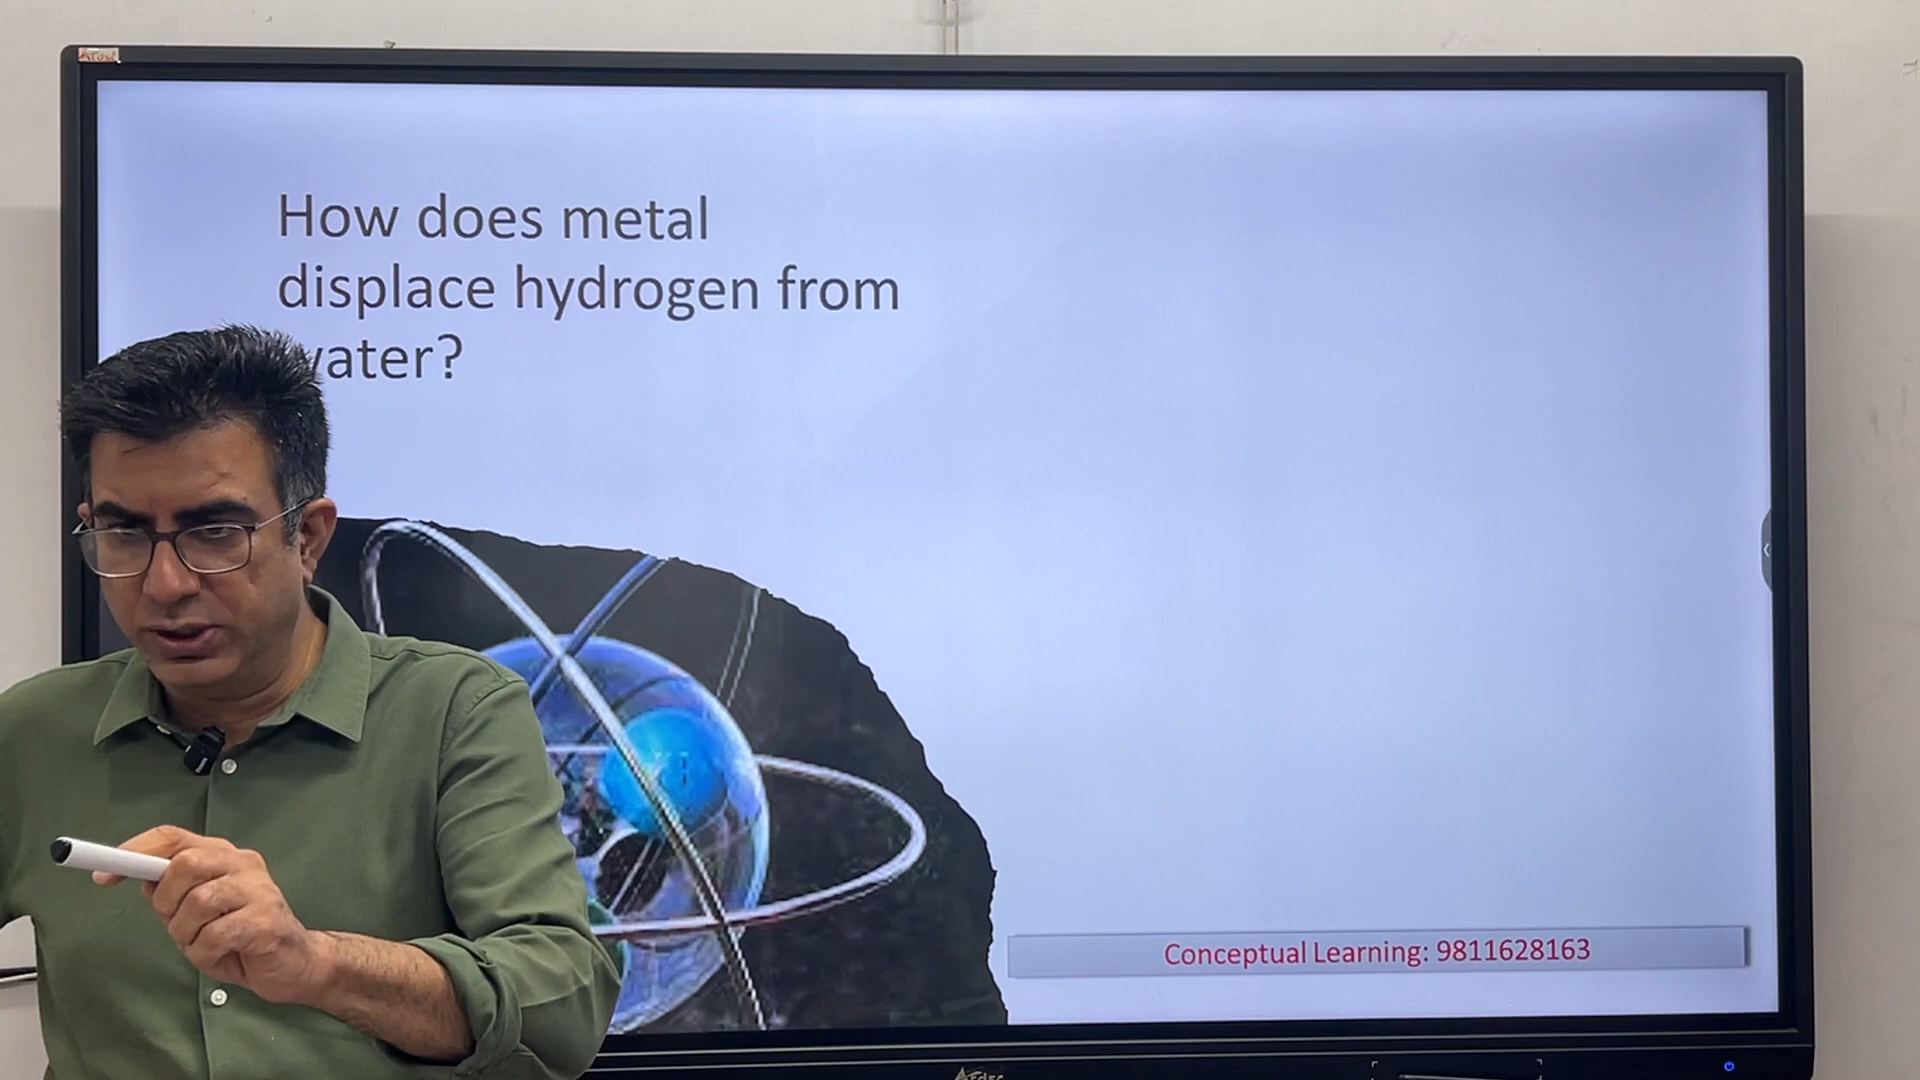 How does metal
displace hydrogen from
water?
Conceptual Learning: 9811628163